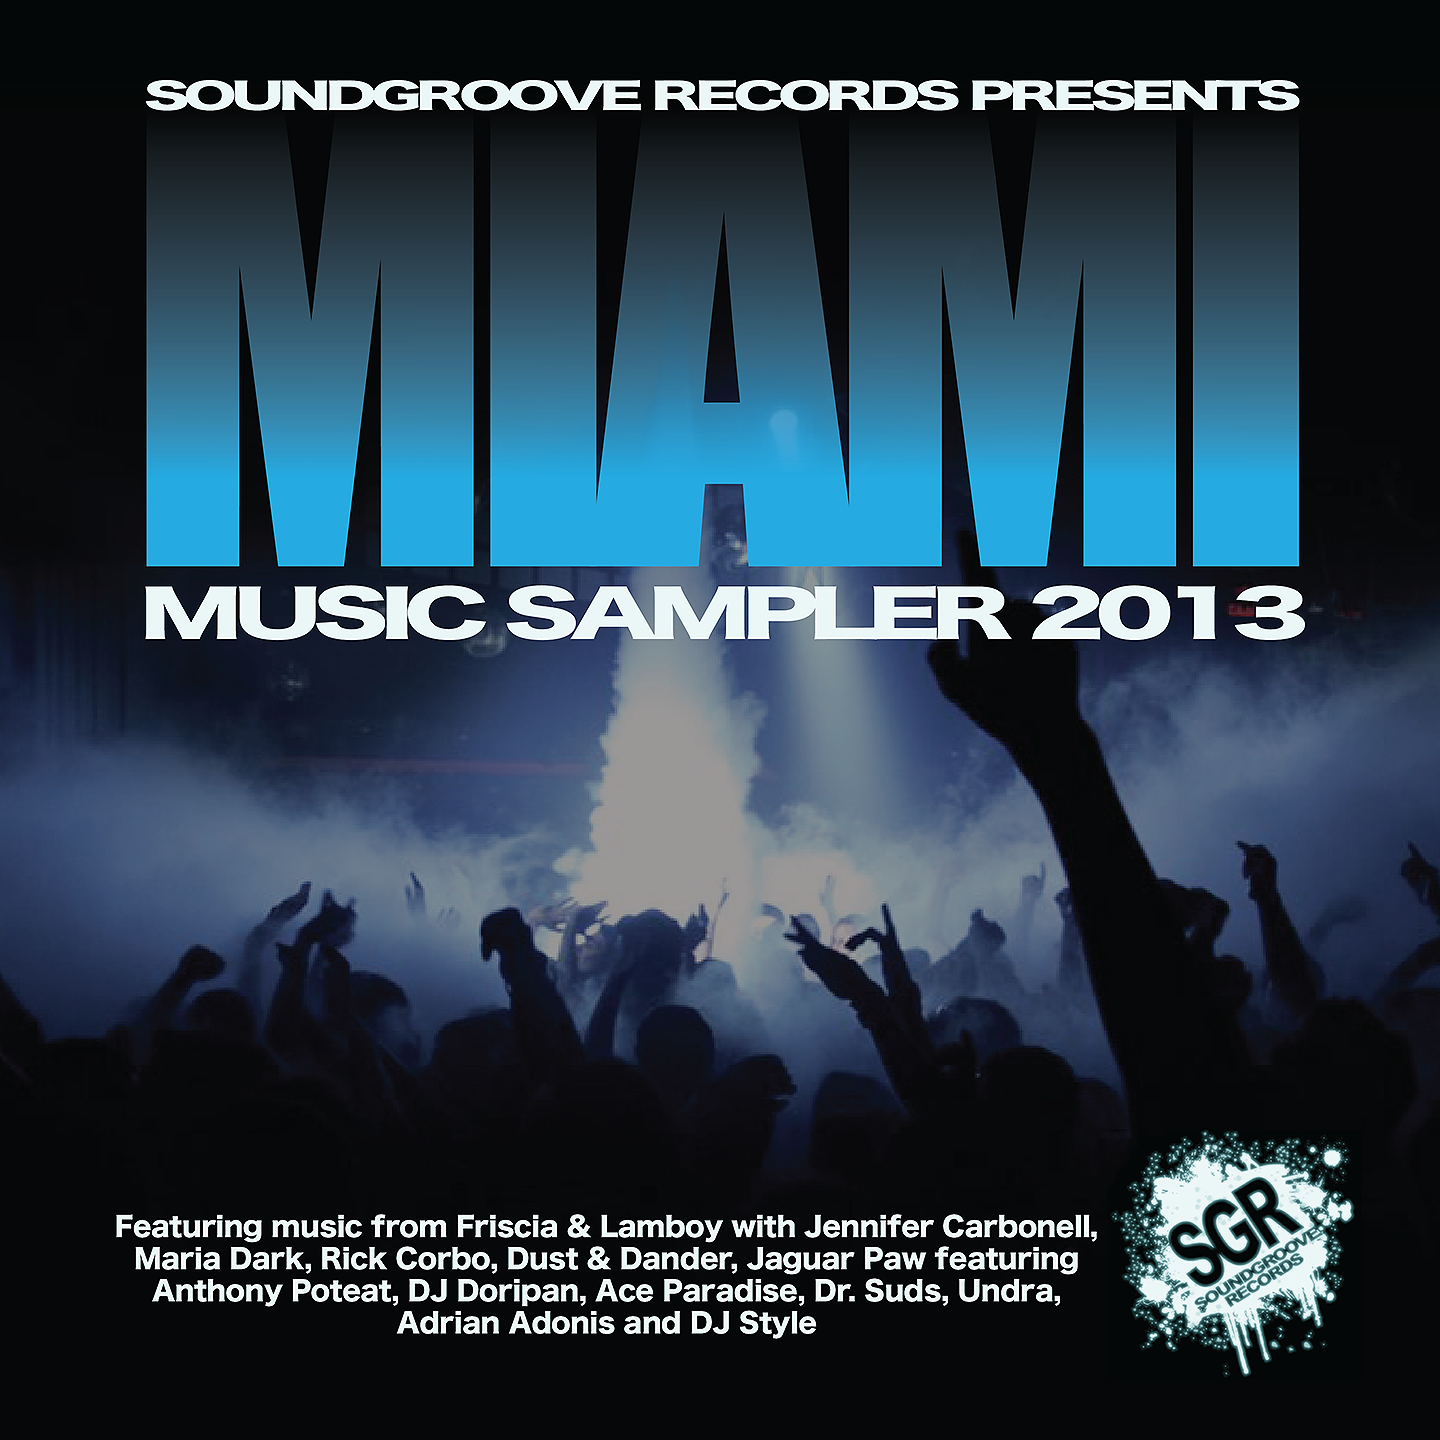 SOUNDGROOVE RECORDS PRESENTS
MIAMI
MUSIC SAMPLER 2013
Featuring music from Friscia & Lamboy with Jennifer Carbonell,
Maria Dark, Rick Corbo, Dust & Dander, Jaguar Paw featuring
Anthony Poteat, DJ Doripan, Ace Paradise, Dr. Suds, Undra,
Adrian Adonis and DJ Style
SGR
SOUNDGROOVE
RECORDS